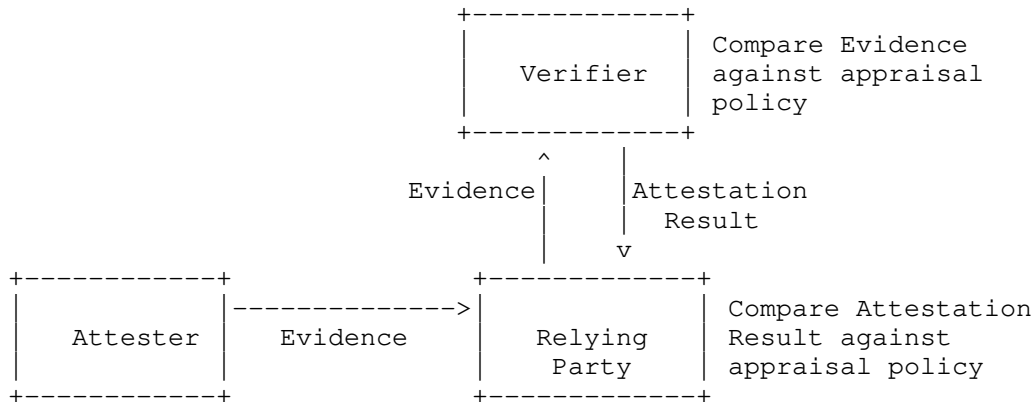 Compare Evidence
Verifier against appraisal
policy
Evidence Attestation
Result
Compare Attestation
Attester Evidence Relying Result against
Party appraisal policy